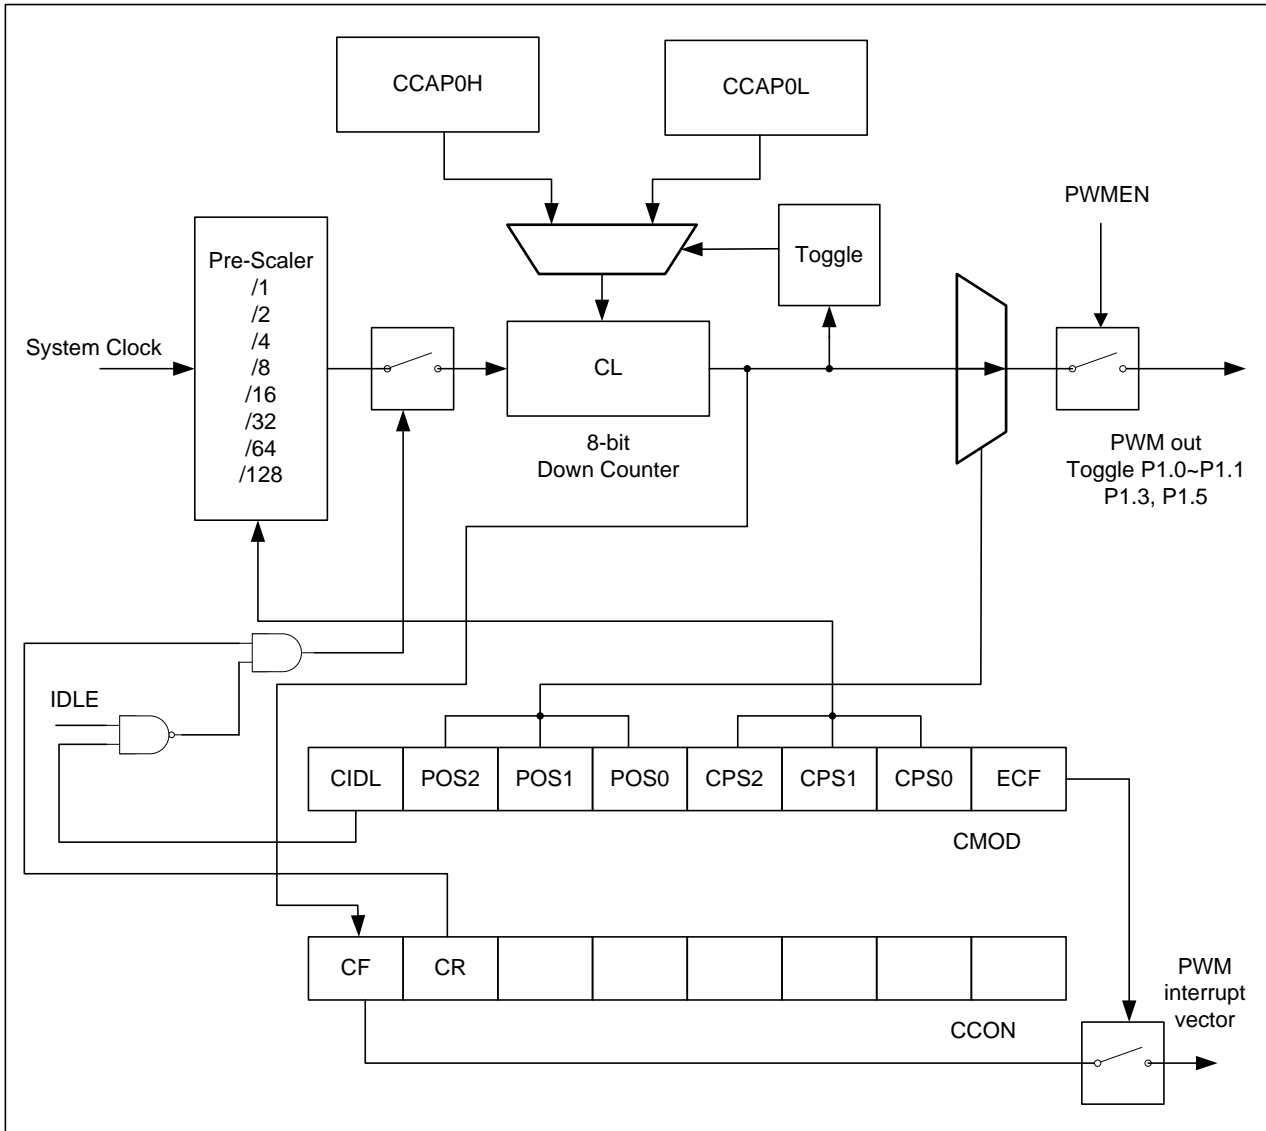 CCAP0H
CCAP0L
PWMEN
Pre-Scaler
/1
/2
/4
/8
/16
/32
/64
/128
Toggle
System Clock
CL
8-bit
Down Counter
PWM out
Toggle P1.0~P1.1
P1.3, P1.5
IDLE
CIDL POS2 POS1 POS0 CPS2 CPS1 CPS0 ECF
CMOD
CF CR
CCON
PWM
interrupt
vector